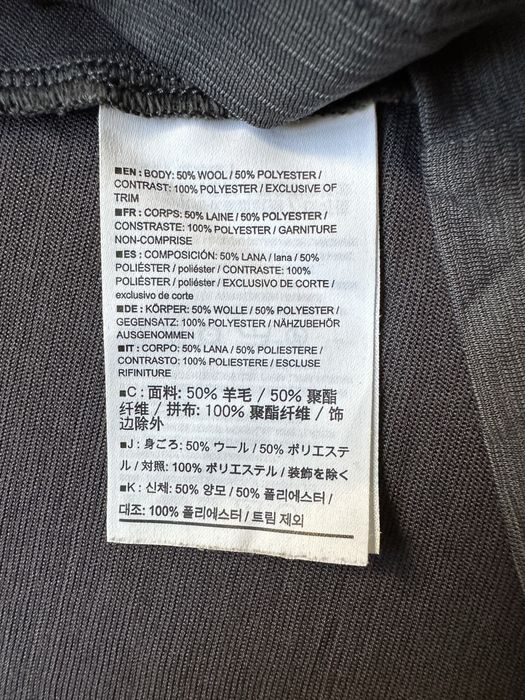 ■EN : BODY: 50% WOOL / 50% POLYESTER /
CONTRAST: 100% POLYESTER / EXCLUSIVE OF
TRIM
■FR : CORPS: 50% LAINE / 50% POLYESTER /
CONSTRASTE: 100% POLYESTER / GARNITURE
NON-COMPRISE
■ES : COMPOSICIÓN: 50% LANA / lana / 50%
POLIÉSTER / poliéster / CONTRASTE: 100%
POLIÉSTER / poliéster / EXCLUSIVO DE CORTE /
exclusivo de corte
■DE : KÖRPER: 50% WOLLE / 50% POLYESTER /
GEGENSATZ: 100% POLYESTER / NÄHZUBEHÖR
AUSGENOMMEN
■IT : CORPO: 50% LANA / 50% POLIESTERE /
CONTRASTO: 100% POLIESTERE / ESCLUSE
RIFINITURE
■C : 面料: 50% 羊毛 / 50% 聚酯
纤维 / 拼布: 100% 聚酯纤维 / 饰
边除外
■J : 身ごろ: 50% ウール / 50% ポリエステ
ル / 対照: 100% ポリエステル / 装飾を除く
■K : 신체: 50% 양모 / 50% 폴리에스터 /
대조: 100% 폴리에스터 / 트림 제외